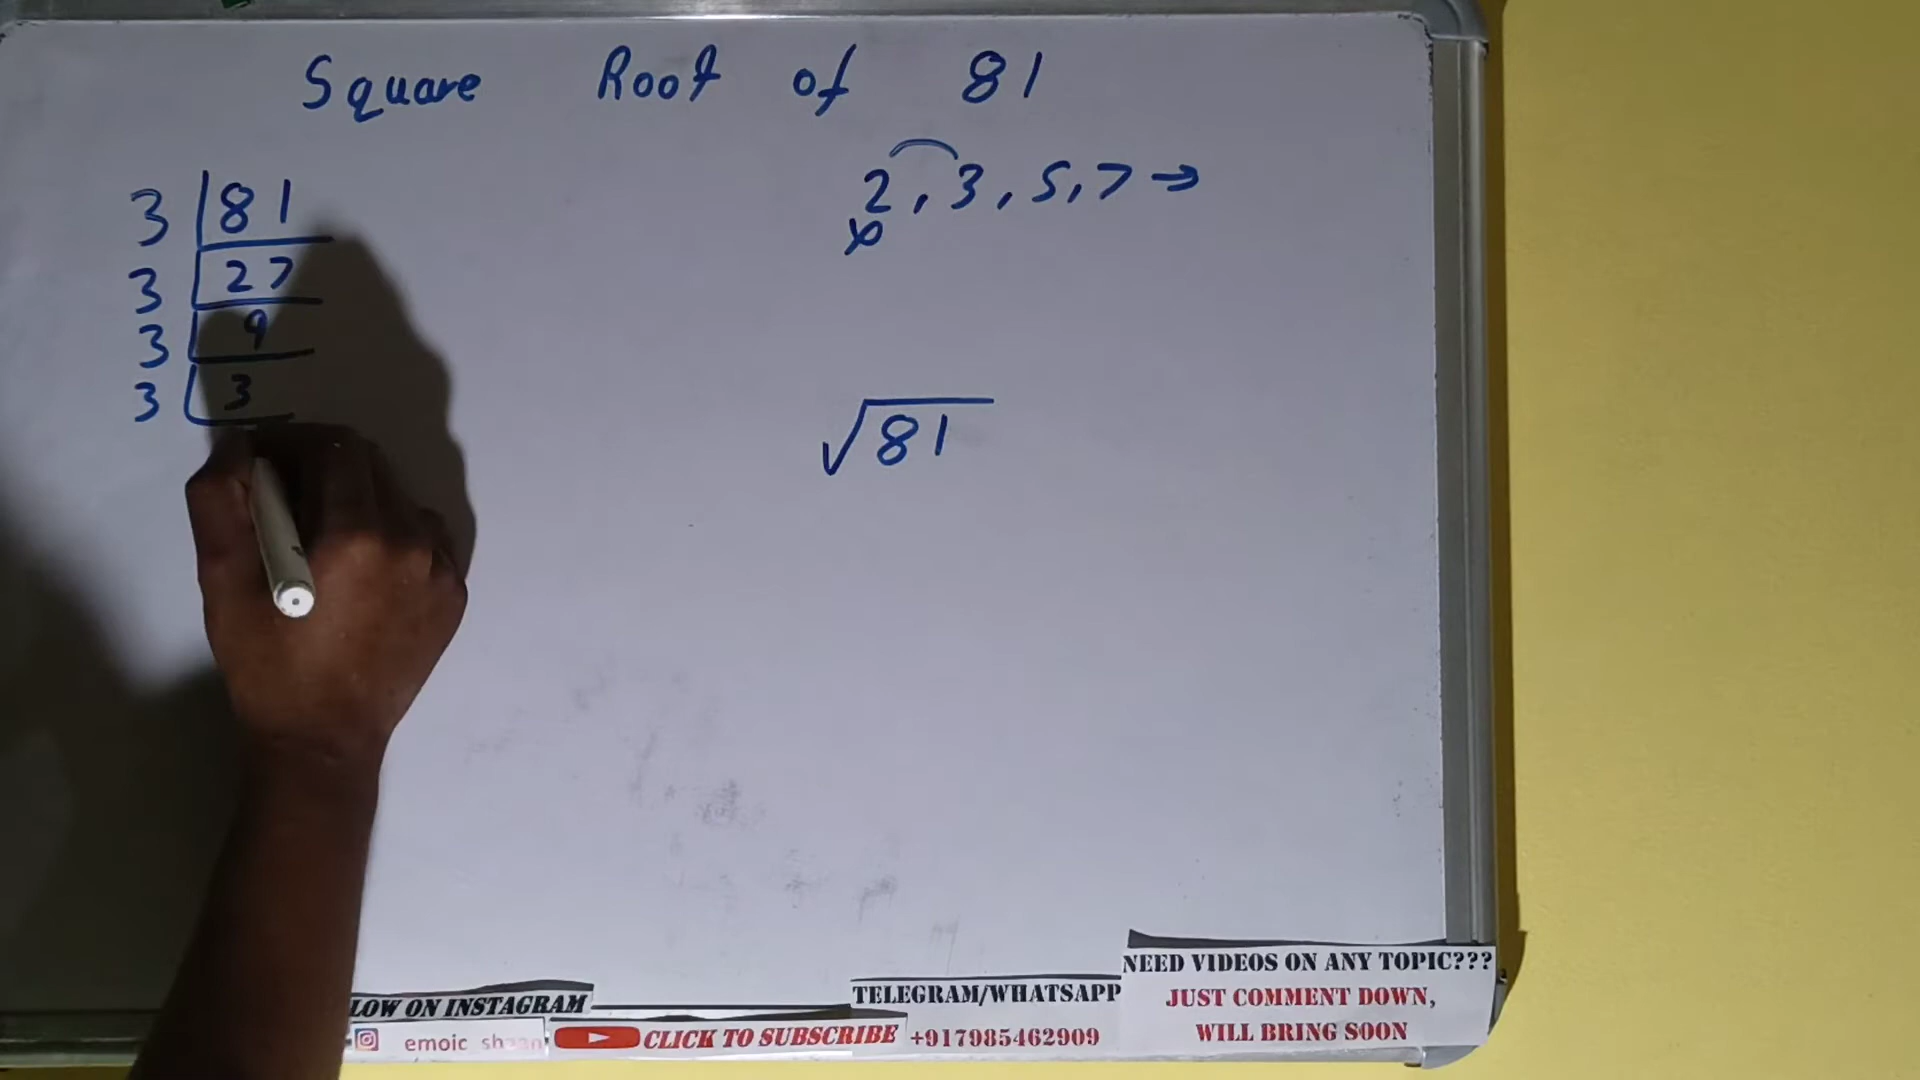 Square Root of 81
2, 3, 5, 7 →
3 | 81
3 | 27
3 | 9
3 | 3
√81
LOW ON INSTAGRAM
CLICK TO SUBSCRIBE
TELEGRAM/WHATSAPP
+917985462909
NEED VIDEOS ON ANY TOPIC???
JUST COMMENT DOWN,
WILL BRING SOON